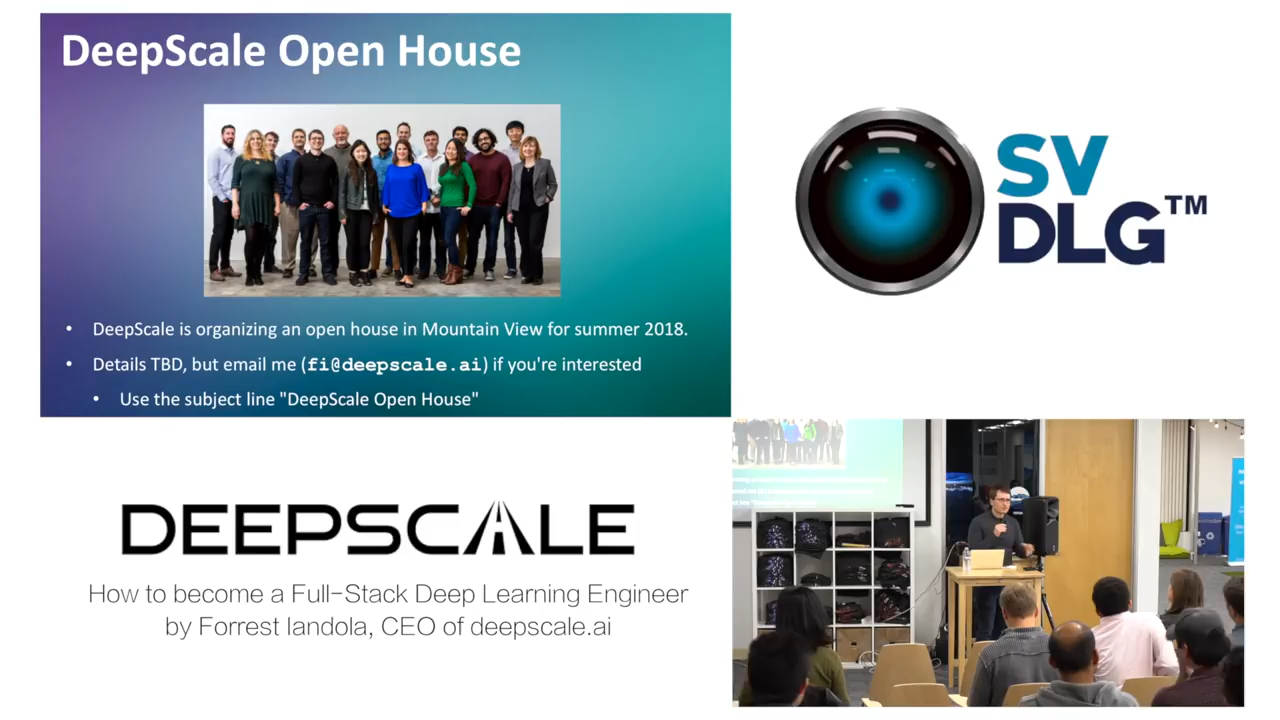 DeepScale Open House
• DeepScale is organizing an open house in Mountain View for summer 2018.
• Details TBD, but email me (fi@deepscale.ai) if you're interested
• Use the subject line "DeepScale Open House"
SV
DLG™
DEEPSCALE
How to become a Full-Stack Deep Learning Engineer
by Forrest Iandola, CEO of deepscale.ai